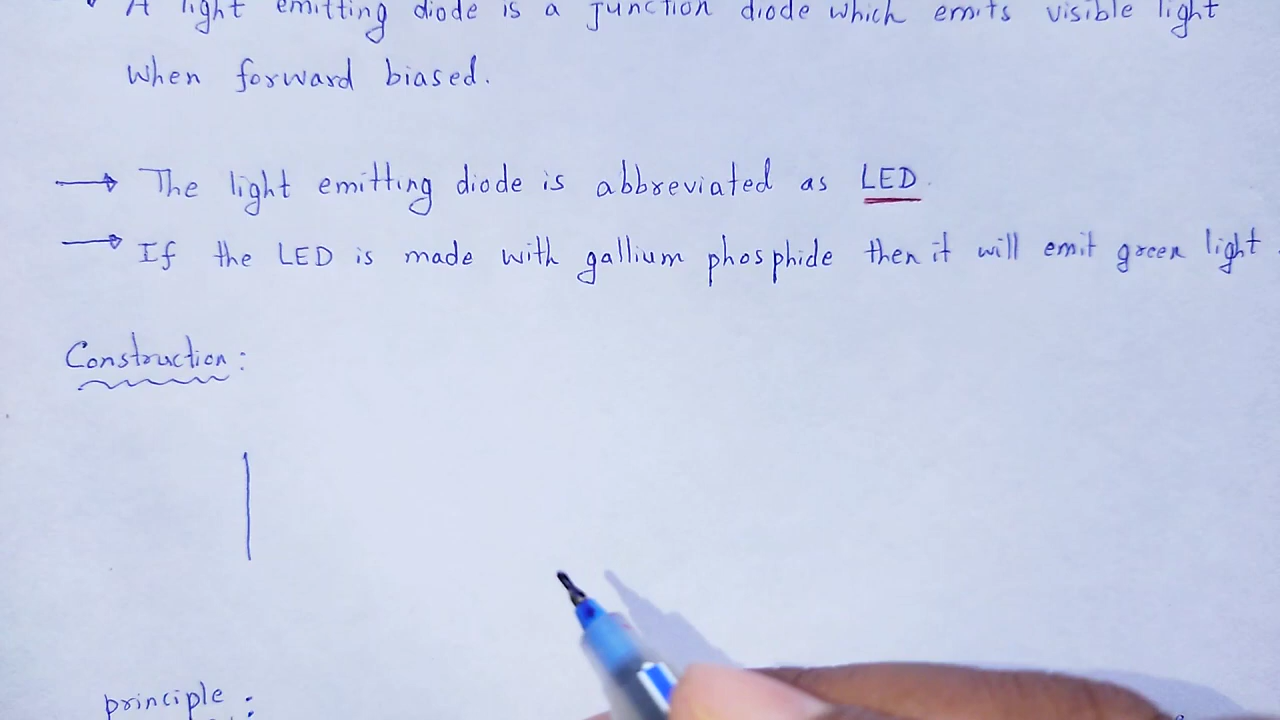 A light emitting diode is a junction diode which emits visible light
When forward biased.
The light emitting diode is abbreviated as LED.
If the LED is made with gallium phosphide then it will emit green light.
Construction:
principle :